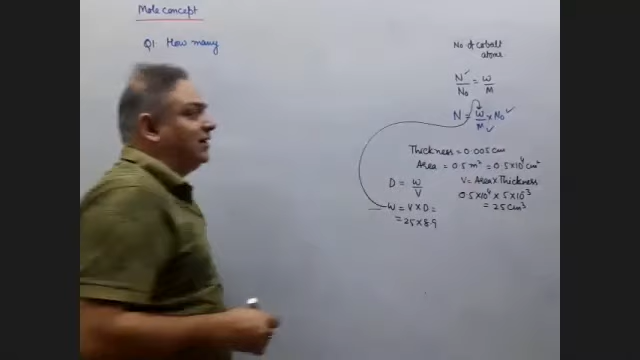 Mole concept
Q1 How many
No of cobalt
atoms
N/N₀ = w/M
N = w/M × N₀
Thickness = 0.005 cm
Area = 0.5 m² = 0.5×10⁴ cm²
D = w/V
V = Area × Thickness
0.5×10⁴ × 5×10⁻³
= 25 cm³
W = V × D =
= 25 × 8.9